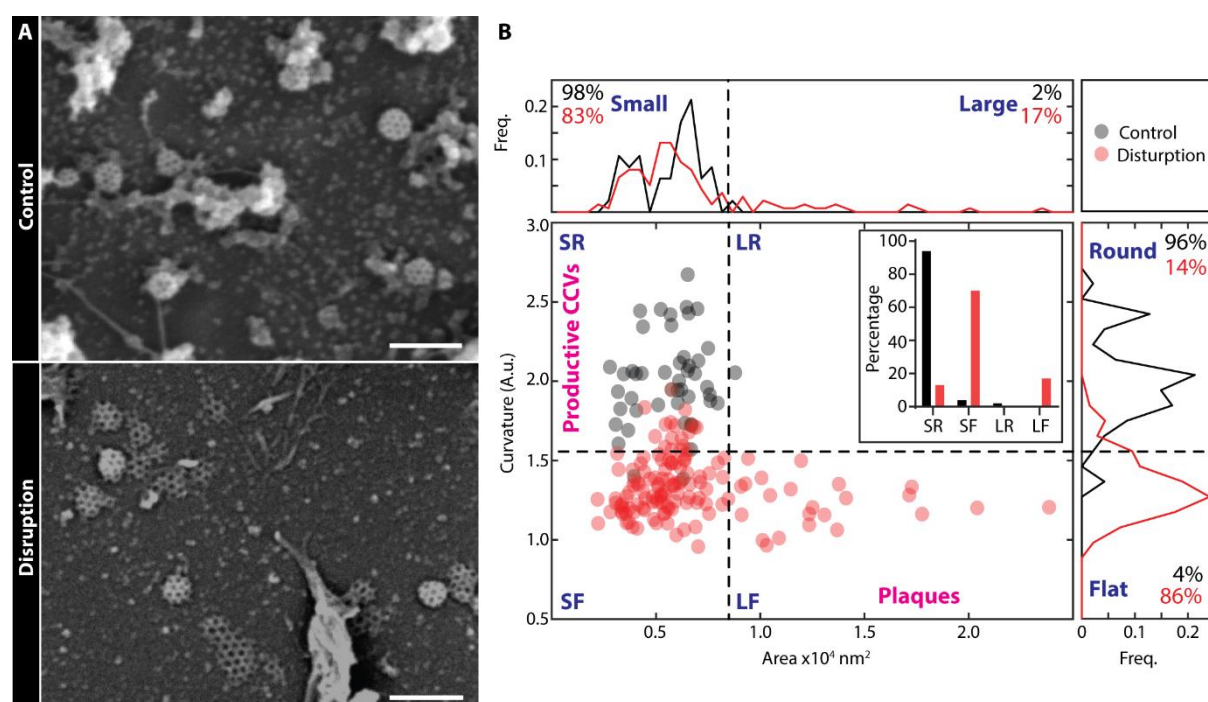 A
Control
Disruption
B
Freq.
0.2
0.1
98%
83%
Small
Large
2%
17%
Control
Disturption
Curvature (A.u.)
3.0
2.5
2.0
1.5
1.0
0.5
SR
LR
Productive CCVs
SF
LF
Plaques
Percentage
100
80
60
40
20
0
SR SF LR LF
Round
96%
14%
Flat
4%
86%
0.5 1.0 1.5 2.0
Area x10⁴ nm²
0 0.1 0.2
Freq.